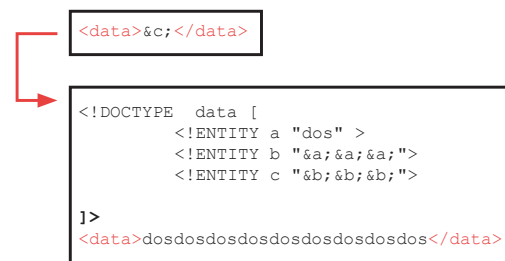 <data>&c;</data>
<!DOCTYPE  data [
<!ENTITY a "dos" >
<!ENTITY b "&a;&a;&a;">
<!ENTITY c "&b;&b;&b;">
]>
<data>dosdosdosdosdosdosdosdosdos</data>